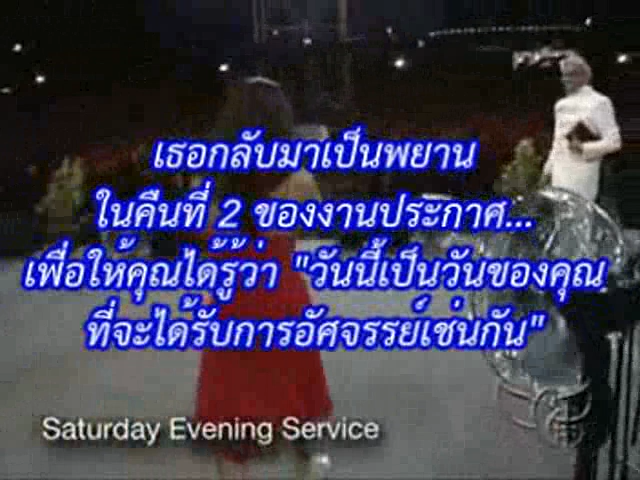 เธอกลับมาเป็นพยาน
ในคืนที่ 2 ของงานประกาศ...
เพื่อให้คุณได้รู้ว่า "วันนี้เป็นวันของคุณ
ที่จะได้รับการอัศจรรย์เช่นกัน"
Saturday Evening Service